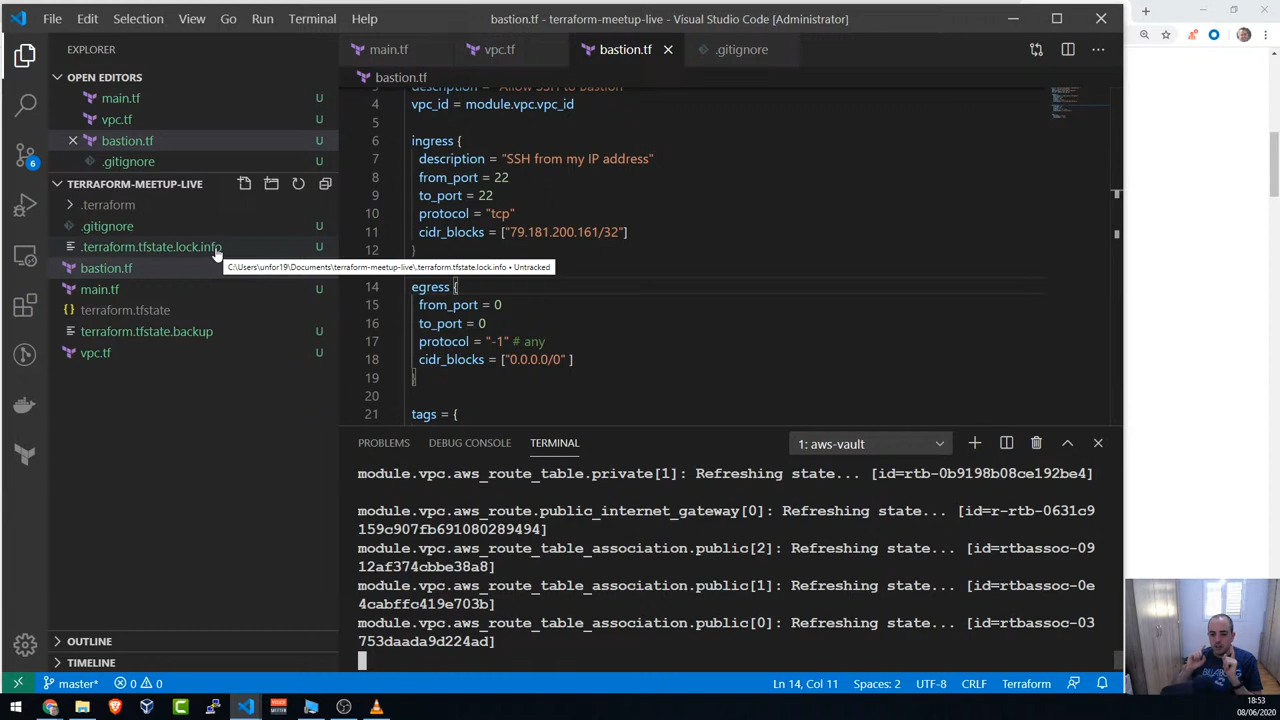 File Edit Selection View Go Run Terminal Help
bastion.tf - terraform-meetup-live - Visual Studio Code [Administrator]
EXPLORER
main.tf
vpc.tf
bastion.tf
.gitignore
OPEN EDITORS
bastion.tf
main.tf U
vpc.tf U
bastion.tf U
.gitignore U
TERRAFORM-MEETUP-LIVE
.terraform
.gitignore U
.terraform.tfstate.lock.info U
C:\Users\unfor19\Documents\terraform-meetup-live\.terraform.tfstate.lock.info • Untracked
bastion.tf U
main.tf U
terraform.tfstate
terraform.tfstate.backup U
vpc.tf U
6
description = "Allow SSH to Bastion"
4 vpc_id = module.vpc.vpc_id
5
6 ingress {
7 description = "SSH from my IP address"
8 from_port = 22
9 to_port = 22
10 protocol = "tcp"
11 cidr_blocks = ["79.181.200.161/32"]
12 }
14 egress {
15 from_port = 0
16 to_port = 0
17 protocol = "-1" # any
18 cidr_blocks = ["0.0.0.0/0" ]
19 }
20
21 tags = {
PROBLEMS DEBUG CONSOLE TERMINAL
1: aws-vault
module.vpc.aws_route_table.private[1]: Refreshing state... [id=rtb-0b9198b08ce192be4]
module.vpc.aws_route.public_internet_gateway[0]: Refreshing state... [id=r-rtb-0631c9
159c907fb691080289494]
module.vpc.aws_route_table_association.public[2]: Refreshing state... [id=rtbassoc-09
12af374cbbe38a8]
module.vpc.aws_route_table_association.public[1]: Refreshing state... [id=rtbassoc-0e
4cabffc419e703b]
module.vpc.aws_route_table_association.public[0]: Refreshing state... [id=rtbassoc-03
753daada9d224ad]
OUTLINE
TIMELINE
master* 0 0
Ln 14, Col 11 Spaces: 2 UTF-8 CRLF Terraform
18:53
08/06/2020